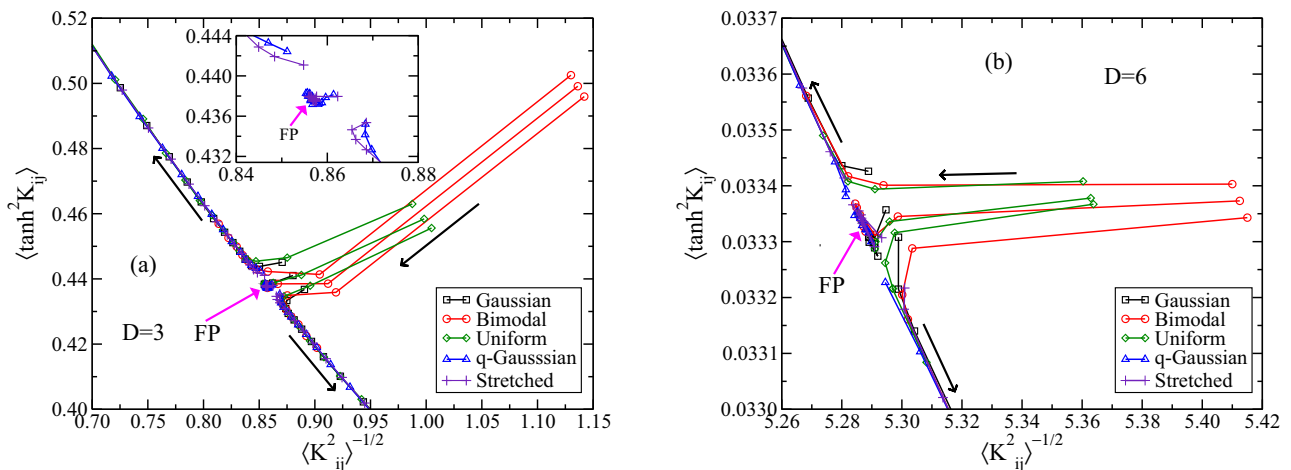 0.52
0.50
0.48
0.46
0.44
0.42
0.40
⟨tanh²K_ij⟩
0.444
0.440
0.436
0.432
0.84
0.86
0.88
FP
(a)
D=3
FP
Gaussian
Bimodal
Uniform
q-Gausssian
Stretched
0.70 0.75 0.80 0.85 0.90 0.95 1.00 1.05 1.10 1.15
⟨K²_ij⟩^-1/2
0.0337
0.0336
0.0335
0.0334
0.0333
0.0332
0.0331
0.0330
⟨tanh²K_ij⟩
(b)
D=6
FP
Gaussian
Bimodal
Uniform
q-Gaussian
Stretched
5.26 5.28 5.30 5.32 5.34 5.36 5.38 5.40 5.42
⟨K²_ij⟩^-1/2